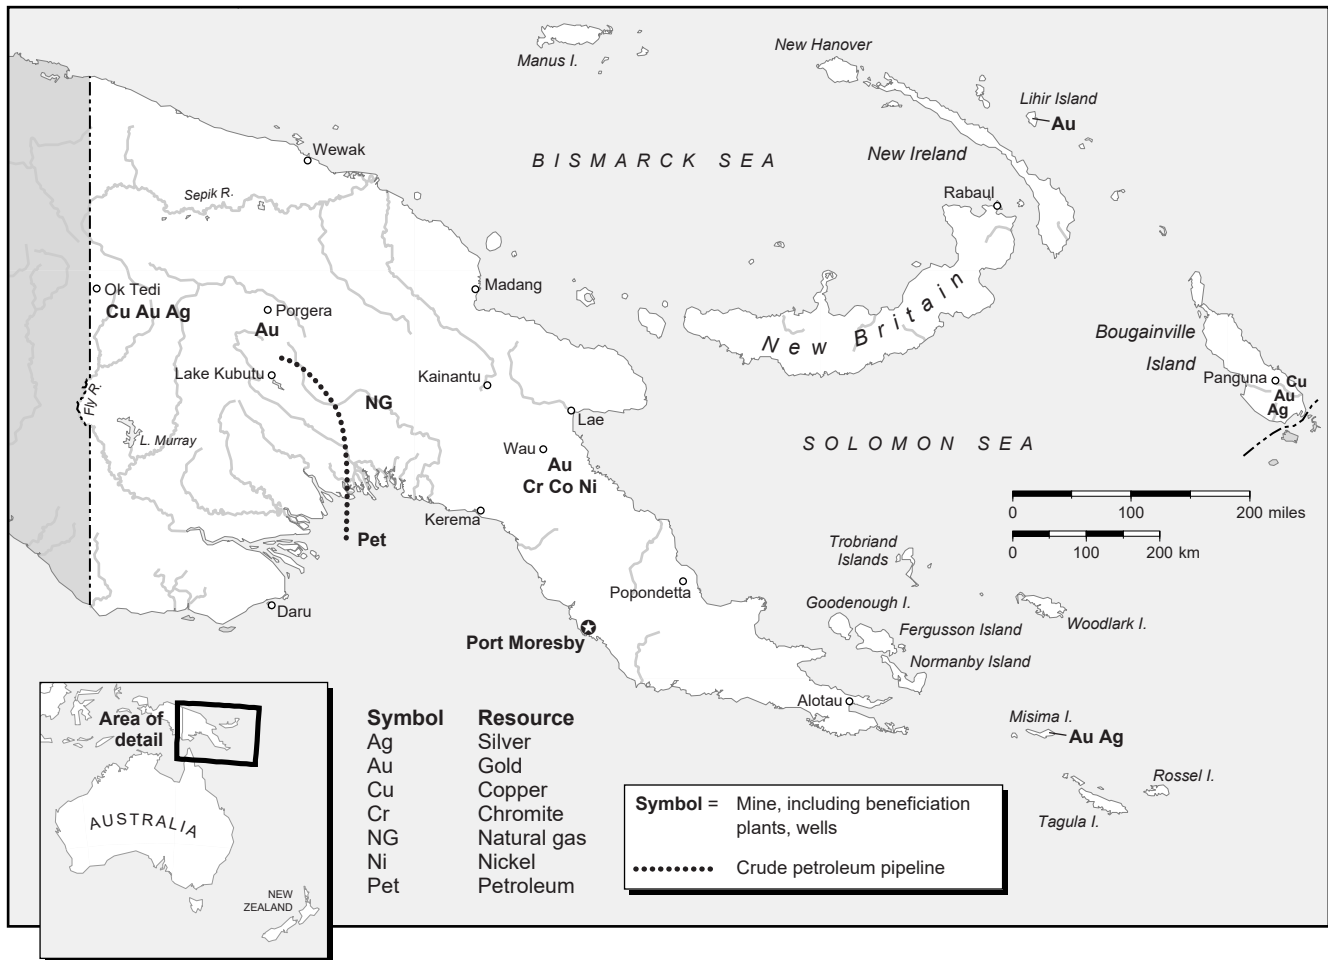 Manus I.
New Hanover
Lihir Island
Au
Wewak
BISMARCK SEA
New Ireland
Sepik R.
Rabaul
Ok Tedi
Cu Au Ag
Porgera
Au
Madang
New Britain
Bougainville
Island
Lake Kubutu
Kainantu
Panguna
Cu
Au
Ag
Fly R.
NG
Lae
L. Murray
Wau
Au
Cr Co Ni
SOLOMON SEA
Kerema
Pet
0 100 200 miles
0 100 200 km
Trobriand
Islands
Popondetta
Daru
Goodenough I.
Woodlark I.
Port Moresby
Fergusson Island
Normanby Island
Alotau
Misima I.
Au Ag
Rossel I.
Tagula I.
Area of
detail
AUSTRALIA
NEW
ZEALAND
Symbol Resource
Ag Silver
Au Gold
Cu Copper
Cr Chromite
NG Natural gas
Ni Nickel
Pet Petroleum
Symbol = Mine, including beneficiation
plants, wells
Crude petroleum pipeline